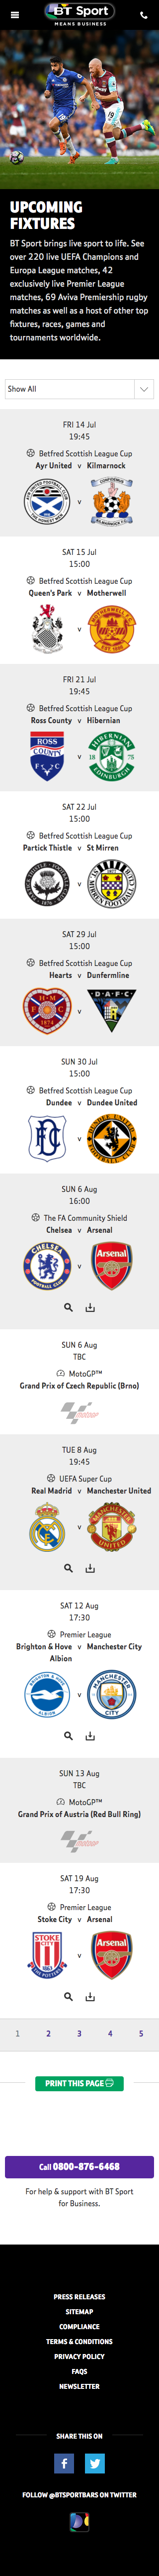 BT Sport
MEANS BUSINESS
UPCOMING
FIXTURES
BT Sport brings live sport to life. See
over 220 live UEFA Champions and
Europa League matches, 42
exclusively live Premier League
matches, 69 Aviva Premiership rugby
matches as well as a host of other top
fixtures, races, games and
tournaments worldwide.
Show All
FRI 14 Jul
19:45
Betfred Scottish League Cup
Ayr United v Kilmarnock
v
SAT 15 Jul
15:00
Betfred Scottish League Cup
Queen's Park v Motherwell
v
FRI 21 Jul
19:45
Betfred Scottish League Cup
Ross County v Hibernian
ROSS
COUNTY
v
SAT 22 Jul
15:00
Betfred Scottish League Cup
Partick Thistle v St Mirren
v
SAT 29 Jul
15:00
Betfred Scottish League Cup
Hearts v Dunfermline
v
DAFC
SUN 30 Jul
15:00
Betfred Scottish League Cup
Dundee v Dundee United
v
SUN 6 Aug
16:00
The FA Community Shield
Chelsea v Arsenal
v
Arsenal
SUN 6 Aug
TBC
MotoGP™
Grand Prix of Czech Republic (Brno)
TUE 8 Aug
19:45
UEFA Super Cup
Real Madrid v Manchester United
v
SAT 12 Aug
17:30
Premier League
Brighton & Hove v Manchester City
Albion
v
SUN 13 Aug
TBC
MotoGP™
Grand Prix of Austria (Red Bull Ring)
SAT 19 Aug
17:30
Premier League
Stoke City v Arsenal
STOKE
CITY
v
Arsenal
1 2 3 4 5
PRINT THIS PAGE
Call 0800-876-6468
For help & support with BT Sport
for Business.
PRESS RELEASES
SITEMAP
COMPLIANCE
TERMS & CONDITIONS
PRIVACY POLICY
FAQS
NEWSLETTER
SHARE THIS ON
FOLLOW @BTSPORTBARS ON TWITTER